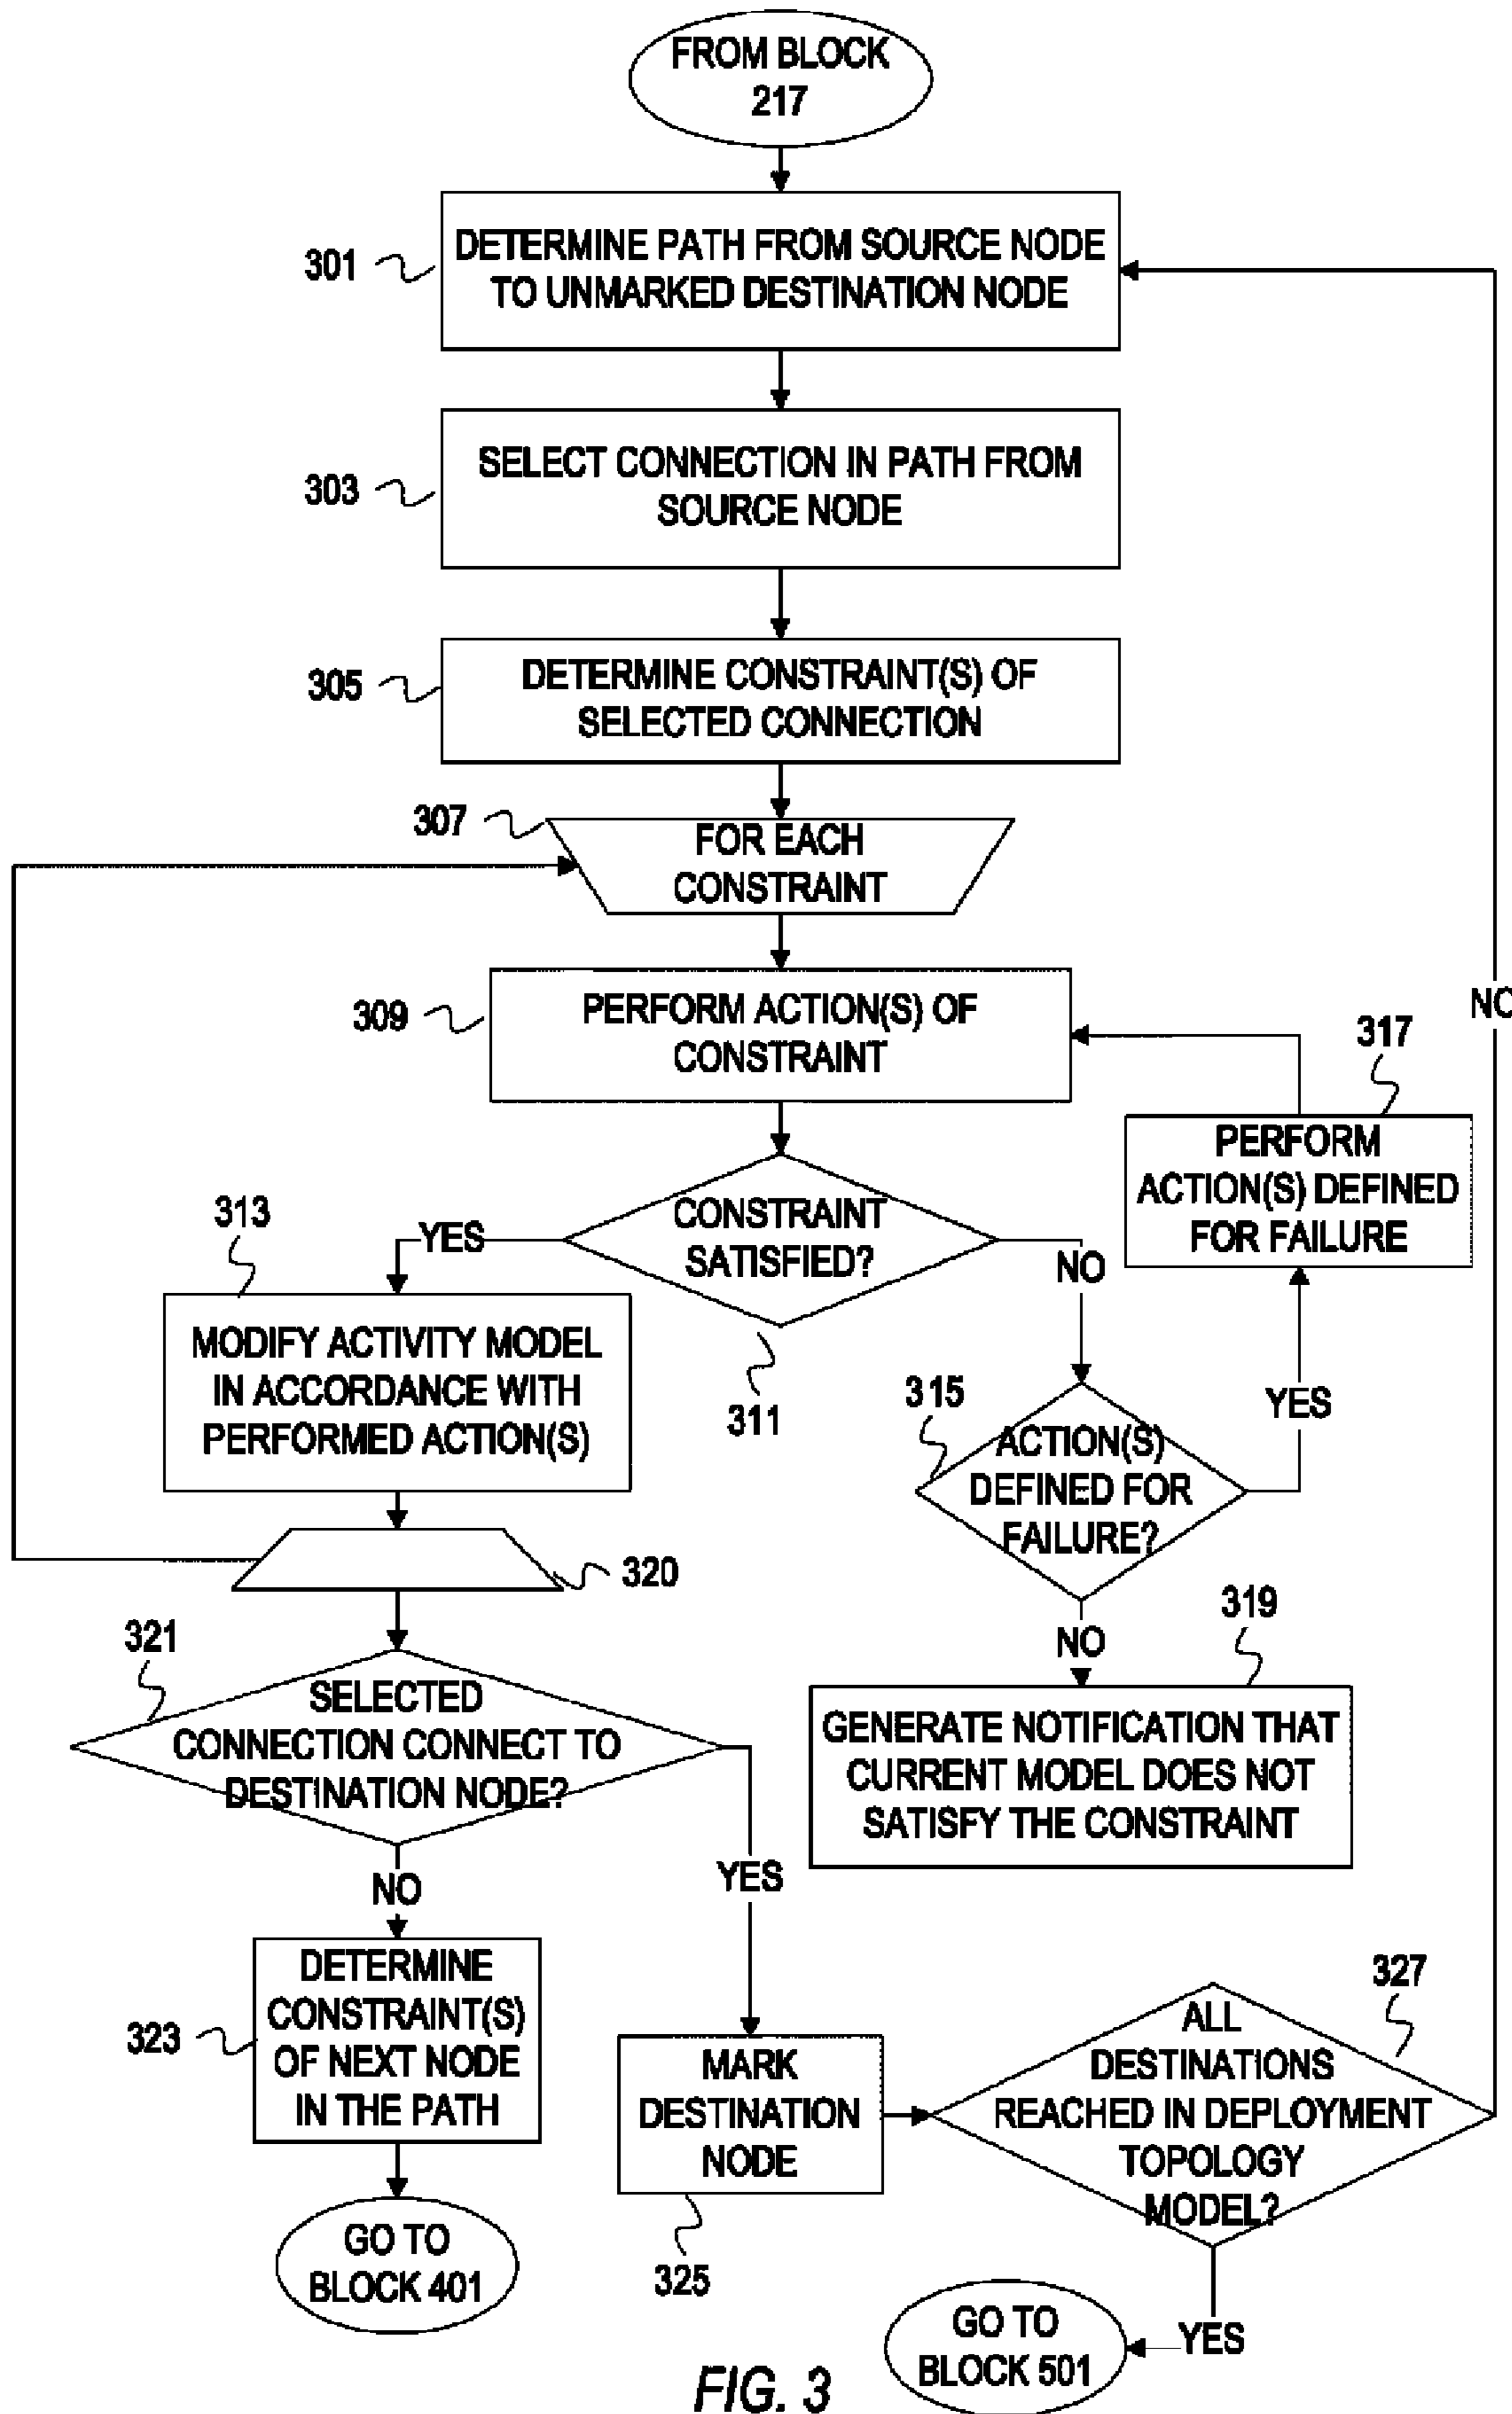 FROM BLOCK
217
301
DETERMINE PATH FROM SOURCE NODE
TO UNMARKED DESTINATION NODE
303
SELECT CONNECTION IN PATH FROM
SOURCE NODE
305
DETERMINE CONSTRAINT(S) OF
SELECTED CONNECTION
307
FOR EACH
CONSTRAINT
309
PERFORM ACTION(S) OF
CONSTRAINT
NO
317
PERFORM
ACTION(S) DEFINED
FOR FAILURE
313
YES
CONSTRAINT
SATISFIED?
NO
311
MODIFY ACTIVITY MODEL
IN ACCORDANCE WITH
PERFORMED ACTION(S)
315
YES
ACTION(S)
DEFINED FOR
FAILURE?
320
NO
319
321
SELECTED
CONNECTION CONNECT TO
DESTINATION NODE?
GENERATE NOTIFICATION THAT
CURRENT MODEL DOES NOT
SATISFY THE CONSTRAINT
NO
YES
323
DETERMINE
CONSTRAINT(S)
OF NEXT NODE
IN THE PATH
MARK
DESTINATION
NODE
325
327
ALL
DESTINATIONS
REACHED IN DEPLOYMENT
TOPOLOGY
MODEL?
GO TO
BLOCK 401
YES
GO TO
BLOCK 501
FIG. 3